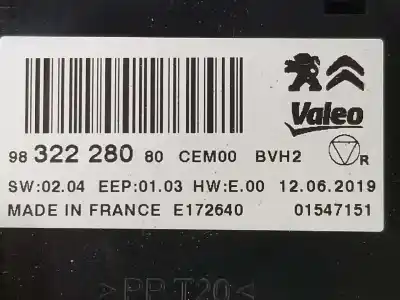 Valeo
98 322 280 80 CEM00 BVH2
R
SW:02.04 EEP:01.03 HW:E.00 12.06.2019
MADE IN FRANCE E172640 01547151
>PP T20<